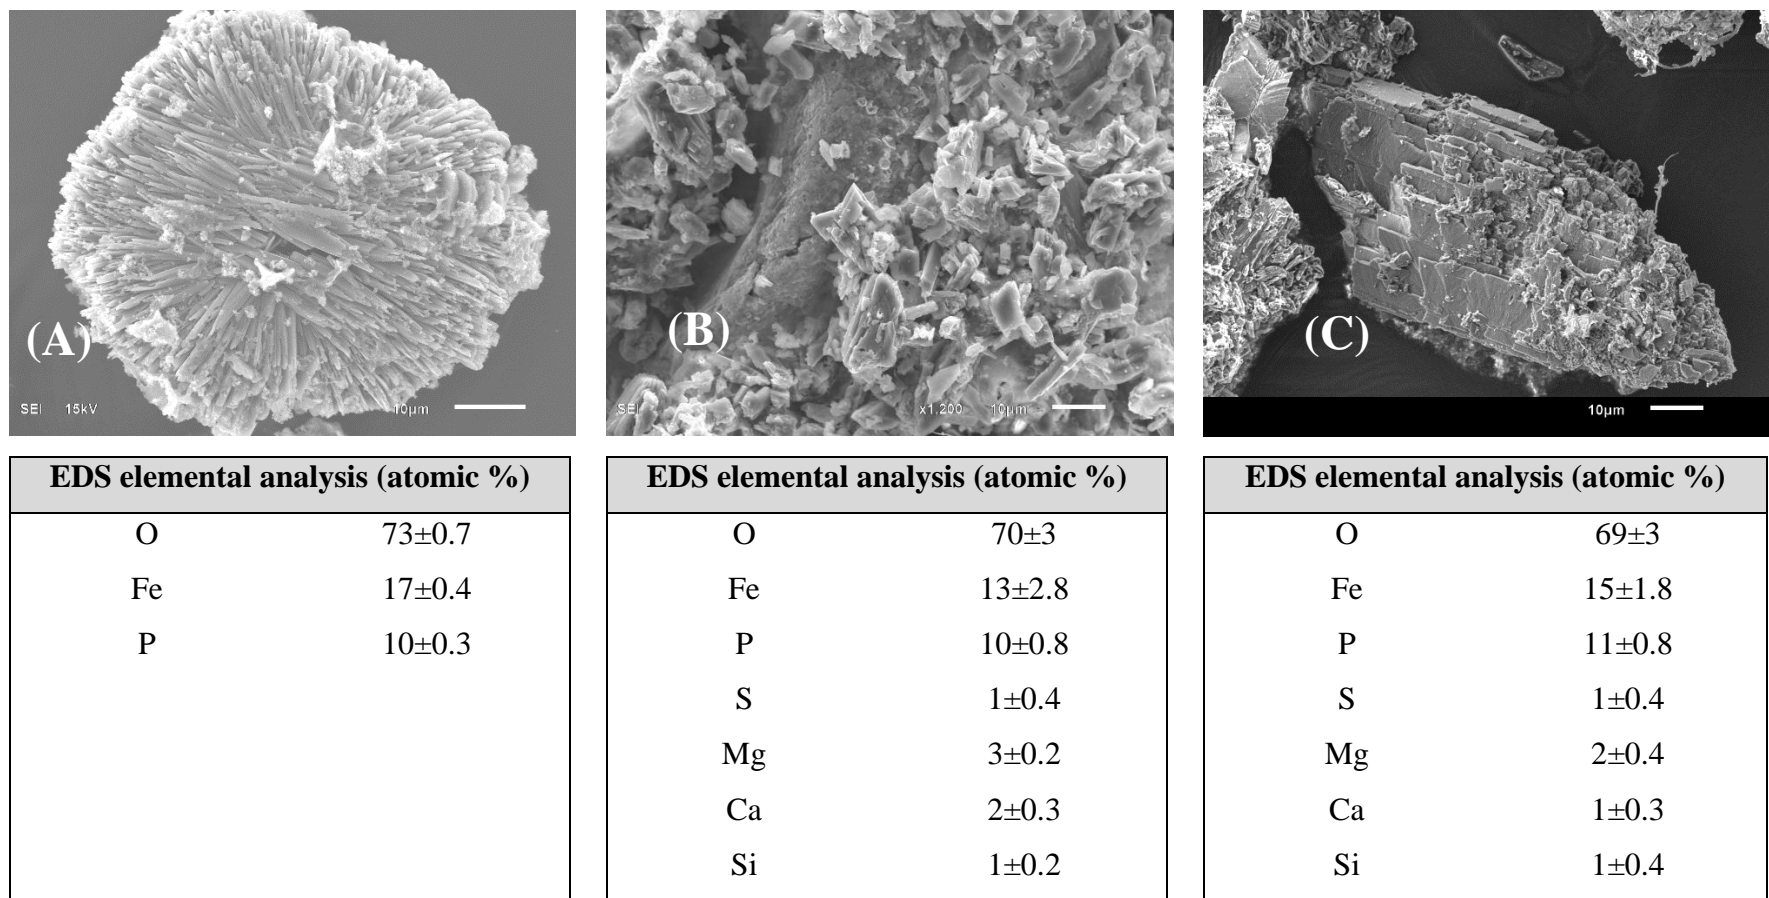 (A)
SEI 15kV 10μm
(B)
SEI x1,200 10μm
(C)
10μm
EDS elemental analysis (atomic %)
O 73±0.7
Fe 17±0.4
P 10±0.3
EDS elemental analysis (atomic %)
O 70±3
Fe 13±2.8
P 10±0.8
S 1±0.4
Mg 3±0.2
Ca 2±0.3
Si 1±0.2
EDS elemental analysis (atomic %)
O 69±3
Fe 15±1.8
P 11±0.8
S 1±0.4
Mg 2±0.4
Ca 1±0.3
Si 1±0.4